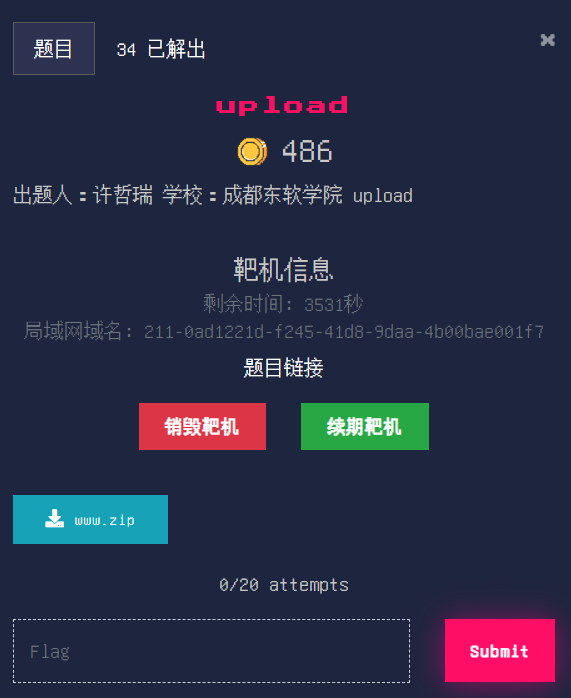 题目 34 已解出 ×
upload
486
出题人：许哲瑞 学校：成都东软学院 upload
靶机信息
剩余时间: 3531秒
局域网域名: 211-0ad1221d-f245-41d8-9daa-4b00bae001f7
题目链接
销毁靶机 续期靶机
www.zip
0/20 attempts
Flag Submit